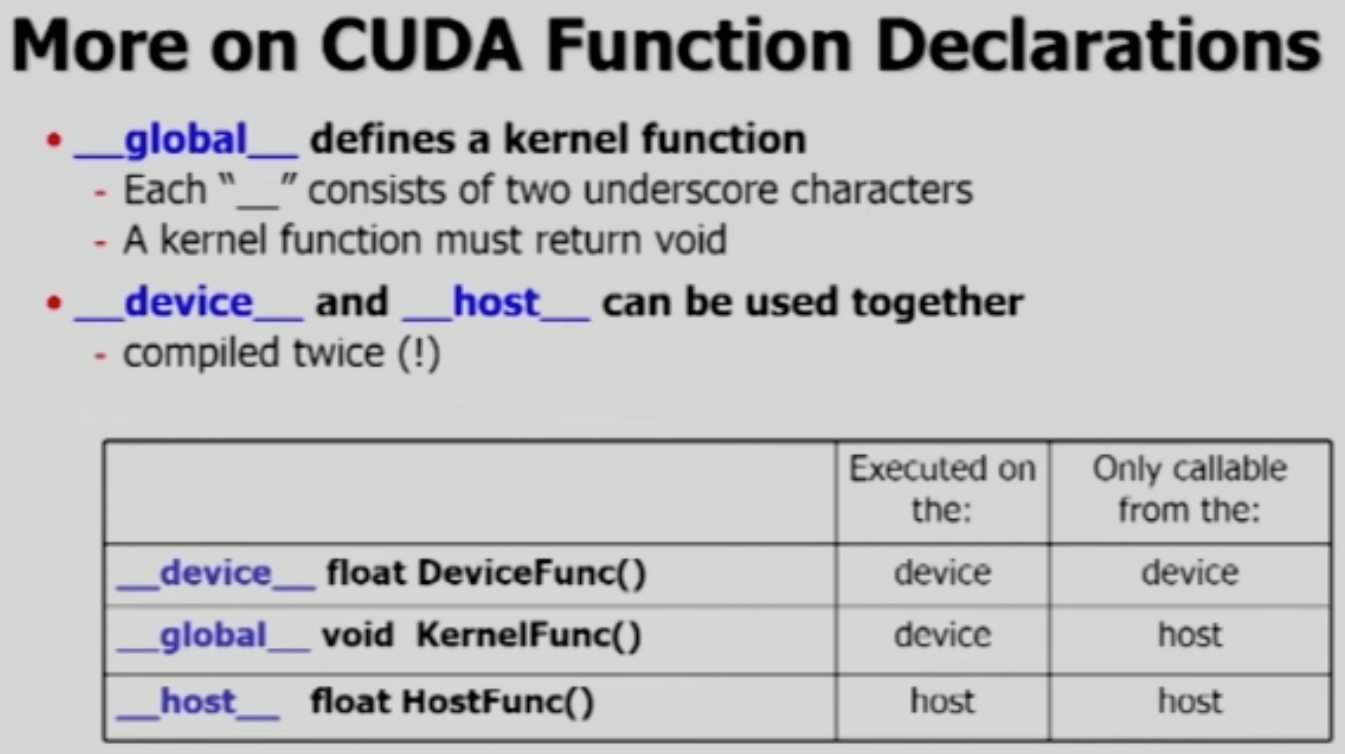 More on CUDA Function Declarations
• __global__ defines a kernel function
- Each “__” consists of two underscore characters
- A kernel function must return void
• __device__ and __host__ can be used together
- compiled twice (!)
Executed on the: Only callable from the:
__device__ float DeviceFunc() device device
__global__ void KernelFunc() device host
__host__ float HostFunc() host host